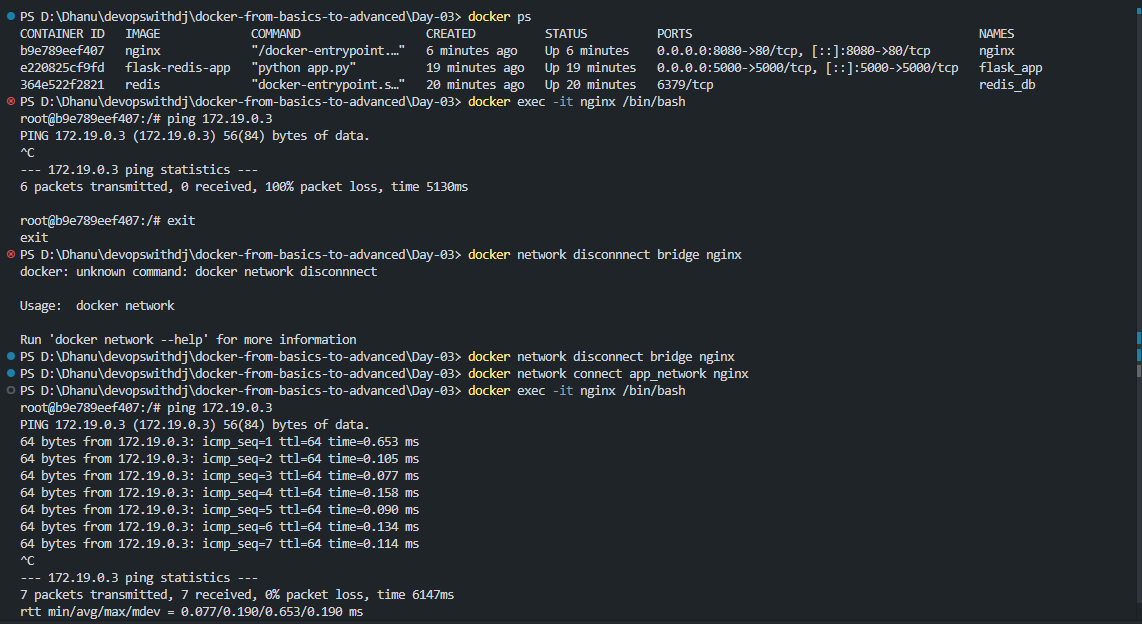 PS D:\Dhanu\devopswithdj\docker-from-basics-to-advanced\Day-03> docker ps
CONTAINER ID   IMAGE             COMMAND                  CREATED          STATUS          PORTS                                         NAMES
b9e789eef407   nginx             "/docker-entrypoint.…"   6 minutes ago    Up 6 minutes    0.0.0.0:8080->80/tcp, [::]:8080->80/tcp       nginx
e220825cf9fd   flask-redis-app   "python app.py"          19 minutes ago   Up 19 minutes   0.0.0.0:5000->5000/tcp, [::]:5000->5000/tcp   flask_app
364e522f2821   redis             "docker-entrypoint.s…"   20 minutes ago   Up 20 minutes   6379/tcp                                      redis_db
PS D:\Dhanu\devopswithdj\docker-from-basics-to-advanced\Day-03> docker exec -it nginx /bin/bash
root@b9e789eef407:/# ping 172.19.0.3
PING 172.19.0.3 (172.19.0.3) 56(84) bytes of data.
^C
--- 172.19.0.3 ping statistics ---
6 packets transmitted, 0 received, 100% packet loss, time 5130ms

root@b9e789eef407:/# exit
exit
PS D:\Dhanu\devopswithdj\docker-from-basics-to-advanced\Day-03> docker network disconnnect bridge nginx
docker: unknown command: docker network disconnnect

Usage:  docker network

Run 'docker network --help' for more information
PS D:\Dhanu\devopswithdj\docker-from-basics-to-advanced\Day-03> docker network disconnect bridge nginx
PS D:\Dhanu\devopswithdj\docker-from-basics-to-advanced\Day-03> docker network connect app_network nginx
PS D:\Dhanu\devopswithdj\docker-from-basics-to-advanced\Day-03> docker exec -it nginx /bin/bash
root@b9e789eef407:/# ping 172.19.0.3
PING 172.19.0.3 (172.19.0.3) 56(84) bytes of data.
64 bytes from 172.19.0.3: icmp_seq=1 ttl=64 time=0.653 ms
64 bytes from 172.19.0.3: icmp_seq=2 ttl=64 time=0.105 ms
64 bytes from 172.19.0.3: icmp_seq=3 ttl=64 time=0.077 ms
64 bytes from 172.19.0.3: icmp_seq=4 ttl=64 time=0.158 ms
64 bytes from 172.19.0.3: icmp_seq=5 ttl=64 time=0.090 ms
64 bytes from 172.19.0.3: icmp_seq=6 ttl=64 time=0.134 ms
64 bytes from 172.19.0.3: icmp_seq=7 ttl=64 time=0.114 ms
^C
--- 172.19.0.3 ping statistics ---
7 packets transmitted, 7 received, 0% packet loss, time 6147ms
rtt min/avg/max/mdev = 0.077/0.190/0.653/0.190 ms